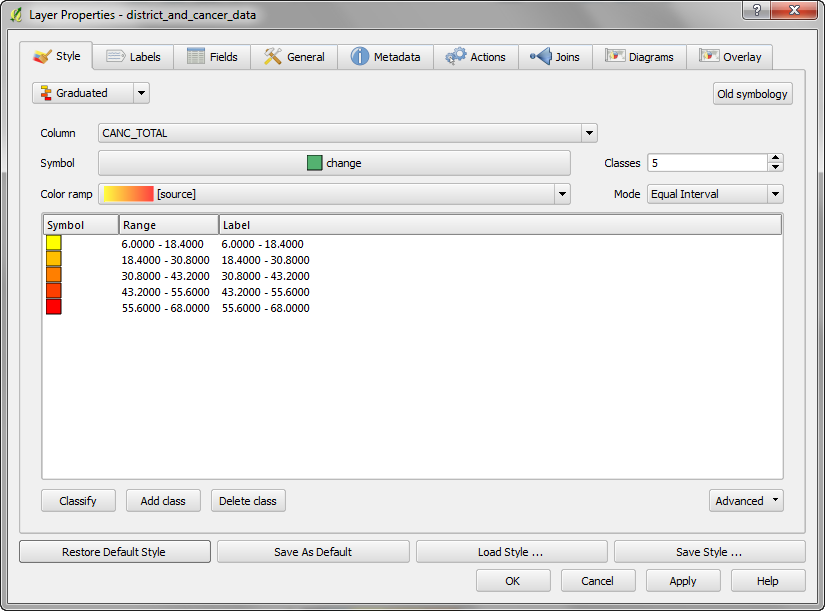 Layer Properties - district_and_cancer_data
?
Style Labels Fields General Metadata Actions Joins Diagrams Overlay
Graduated Old symbology
Column CANC_TOTAL
Symbol change Classes 5
Color ramp [source] Mode Equal Interval
Symbol Range Label
6.0000 - 18.4000 6.0000 - 18.4000
18.4000 - 30.8000 18.4000 - 30.8000
30.8000 - 43.2000 30.8000 - 43.2000
43.2000 - 55.6000 43.2000 - 55.6000
55.6000 - 68.0000 55.6000 - 68.0000
Classify Add class Delete class Advanced
Restore Default Style Save As Default Load Style ... Save Style ...
OK Cancel Apply Help